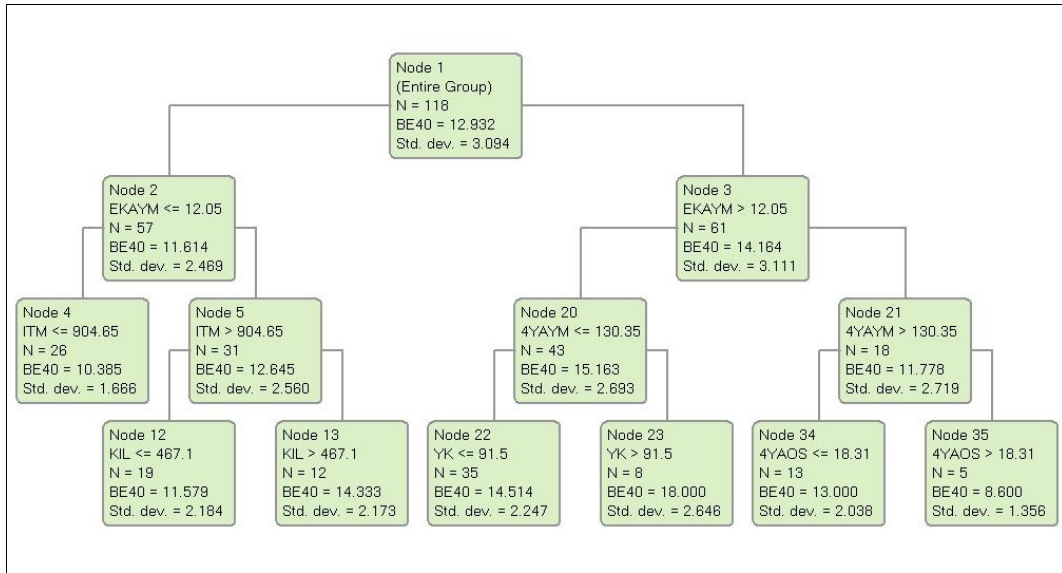 Node 1
(Entire Group)
N = 118
BE40 = 12.932
Std. dev. = 3.094
Node 2
EKAYM <= 12.05
N = 57
BE40 = 11.614
Std. dev. = 2.469
Node 3
EKAYM > 12.05
N = 61
BE40 = 14.164
Std. dev. = 3.111
Node 4
ITM <= 904.65
N = 26
BE40 = 10.385
Std. dev. = 1.666
Node 5
ITM > 904.65
N = 31
BE40 = 12.645
Std. dev. = 2.560
Node 20
4YAYM <= 130.35
N = 43
BE40 = 15.163
Std. dev. = 2.693
Node 21
4YAYM > 130.35
N = 18
BE40 = 11.778
Std. dev. = 2.719
Node 12
KIL <= 467.1
N = 19
BE40 = 11.579
Std. dev. = 2.184
Node 13
KIL > 467.1
N = 12
BE40 = 14.333
Std. dev. = 2.173
Node 22
YK <= 91.5
N = 35
BE40 = 14.514
Std. dev. = 2.247
Node 23
YK > 91.5
N = 8
BE40 = 18.000
Std. dev. = 2.646
Node 34
4YAOS <= 18.31
N = 13
BE40 = 13.000
Std. dev. = 2.038
Node 35
4YAOS > 18.31
N = 5
BE40 = 8.600
Std. dev. = 1.356